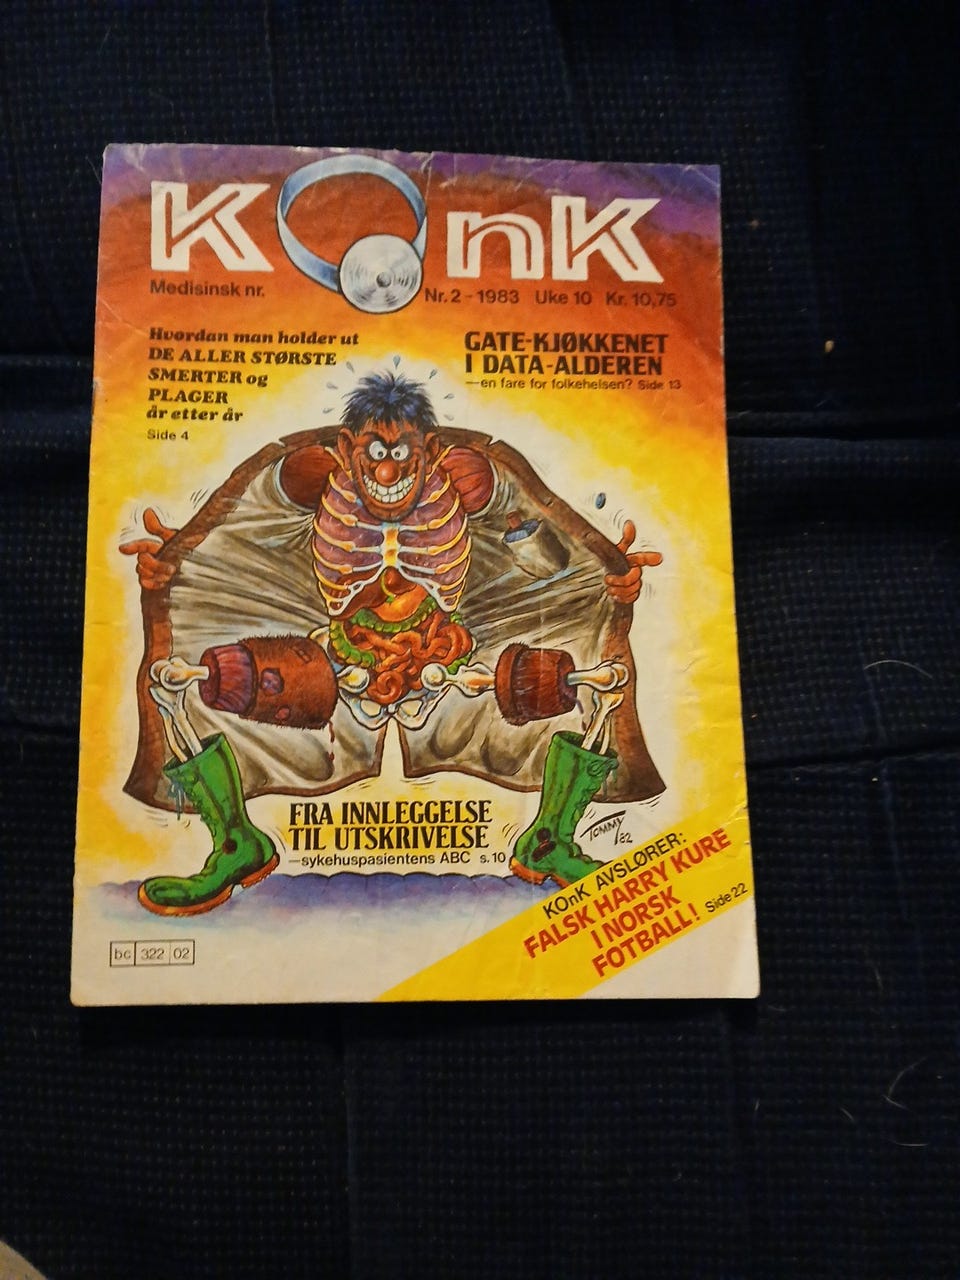 KOnK
Medisinsk nr.
Nr. 2 - 1983 Uke 10 Kr. 10,75
Hvordan man holder ut
DE ALLER STØRSTE
SMERTER og
PLAGER
år etter år
Side 4
GATE-KJØKKENET
I DATA-ALDEREN
—en fare for folkehelsen? Side 13
FRA INNLEGGELSE
TIL UTSKRIVELSE
—sykehuspasientens ABC s.10
TOMMY 82
KOnK AVSLØRER:
FALSK HARRY KURE
I NORSK
FOTBALL! Side 22
bc 322 02